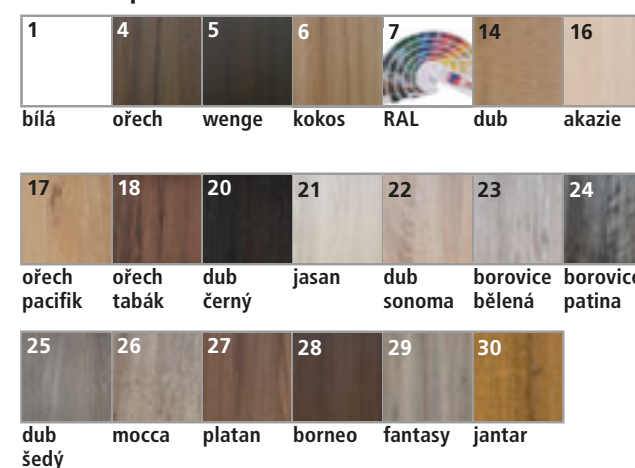 1 4 5 6 7 14 16
bílá ořech wenge kokos RAL dub akazie
17 18 20 21 22 23 24
ořech ořech dub jasan dub borovice borovice
pacifik tabák černý sonoma bělená patina
25 26 27 28 29 30
dub mocca platan borneo fantasy jantar
šedý